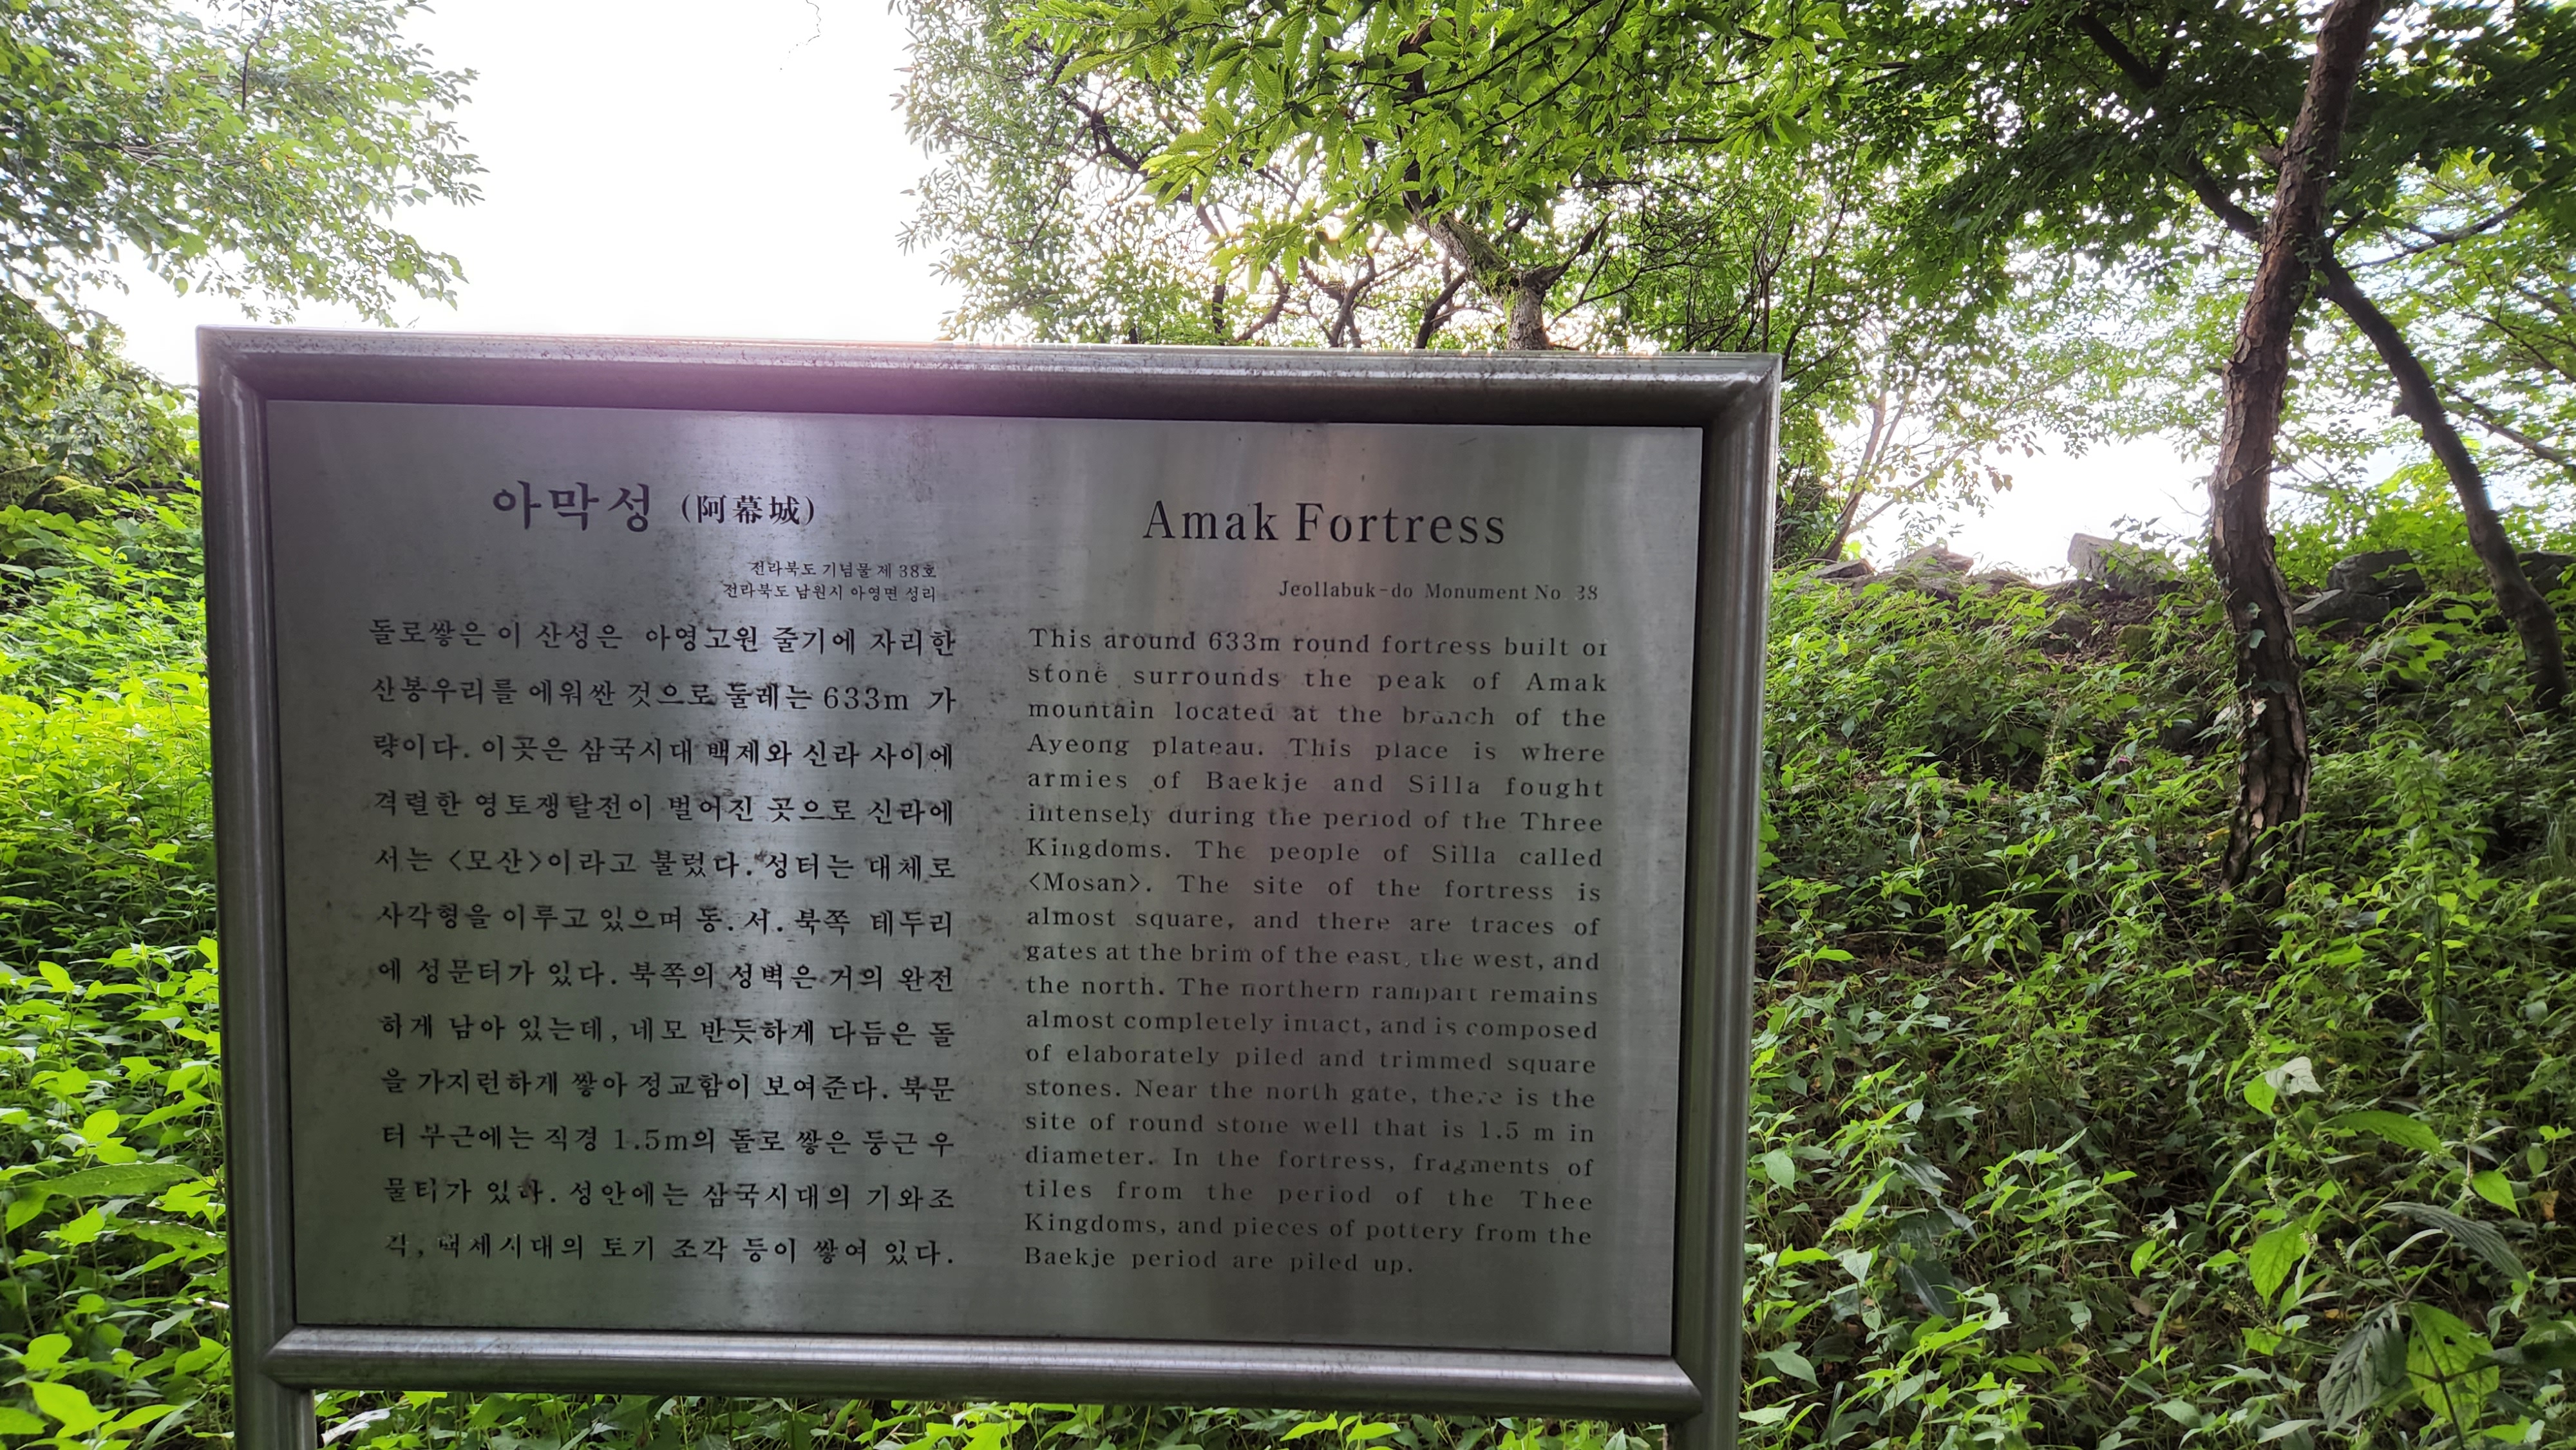 아막성 (阿幕城)
전라북도 기념물 제 38호
전라북도 남원시 아영면 성리
돌로쌓은 이 산성은 아영고원 줄기에 자리한
산봉우리를 에워싼 것으로 둘레는 633m 가
량이다. 이곳은 삼국시대 백제와 신라 사이에
격렬한 영토쟁탈전이 벌어진 곳으로 신라에
서는 <모산>이라고 불렀다. 성터는 대체로
사각형을 이루고 있으며 동. 서. 북쪽 테두리
에 성문터가 있다. 북쪽의 성벽은 거의 완전
하게 남아 있는데, 네모 반듯하게 다듬은 돌
을 가지런하게 쌓아 정교함이 보여준다. 북문
터 부근에는 직경 1.5m의 돌로 쌓은 둥근 우
물터가 있다. 성안에는 삼국시대의 기와조
각, 백제시대의 토기 조각 등이 쌓여 있다.
Amak Fortress
Jeollabuk-do Monument No. 38
This around 633m round fortress built of
stone surrounds the peak of Amak
mountain located at the branch of the
Ayeong plateau. This place is where
armies of Baekje and Silla fought
intensely during the period of the Three
Kingdoms. The people of Silla called
<Mosan>. The site of the fortress is
almost square, and there are traces of
gates at the brim of the east, the west, and
the north. The northern rampart remains
almost completely intact, and is composed
of elaborately piled and trimmed square
stones. Near the north gate, there is the
site of round stone well that is 1.5 m in
diameter. In the fortress, fragments of
tiles from the period of the Thee
Kingdoms, and pieces of pottery from the
Baekje period are piled up.